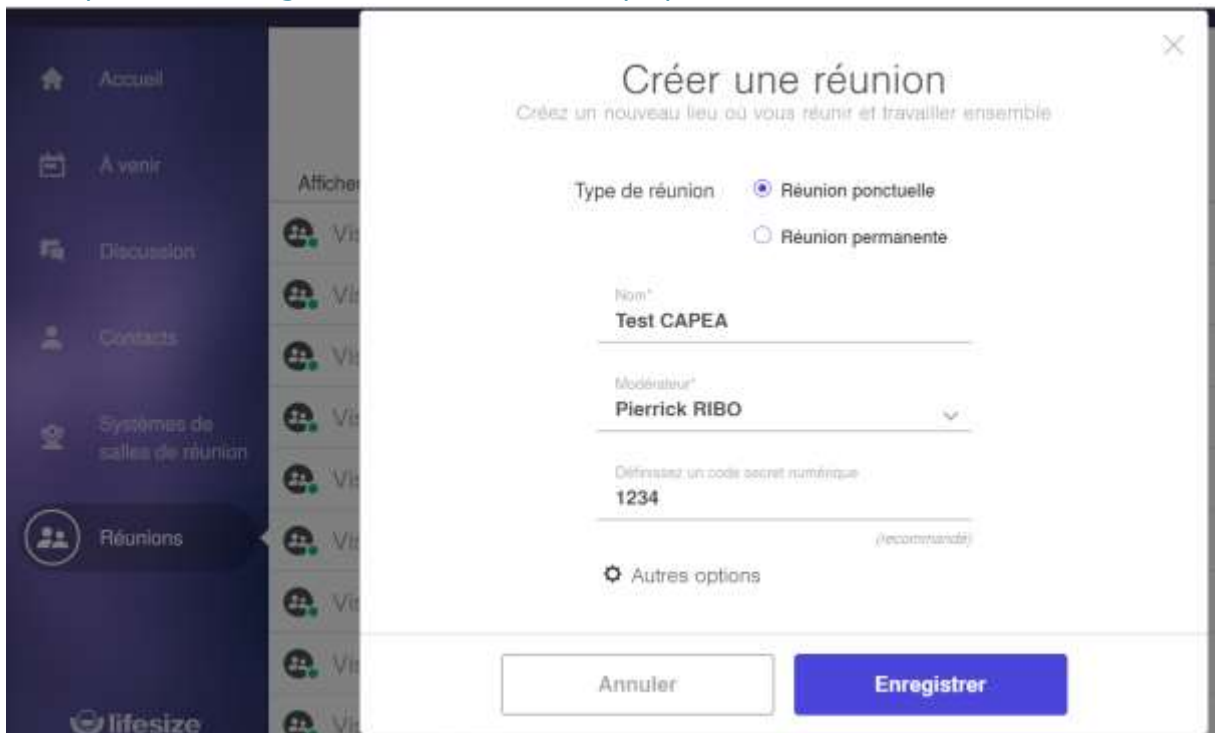 Accueil
À venir
Discussion
Contacts
Systèmes de
salles de réunion
Réunions
lifesize
Afficher
Créer une réunion
Créez un nouveau lieu où vous réunir et travailler ensemble
Type de réunion
Réunion ponctuelle
Réunion permanente
Nom*
Test CAPEA
Modérateur*
Pierrick RIBO
Définissez un code secret numérique
1234
(recommandé)
Autres options
Annuler
Enregistrer